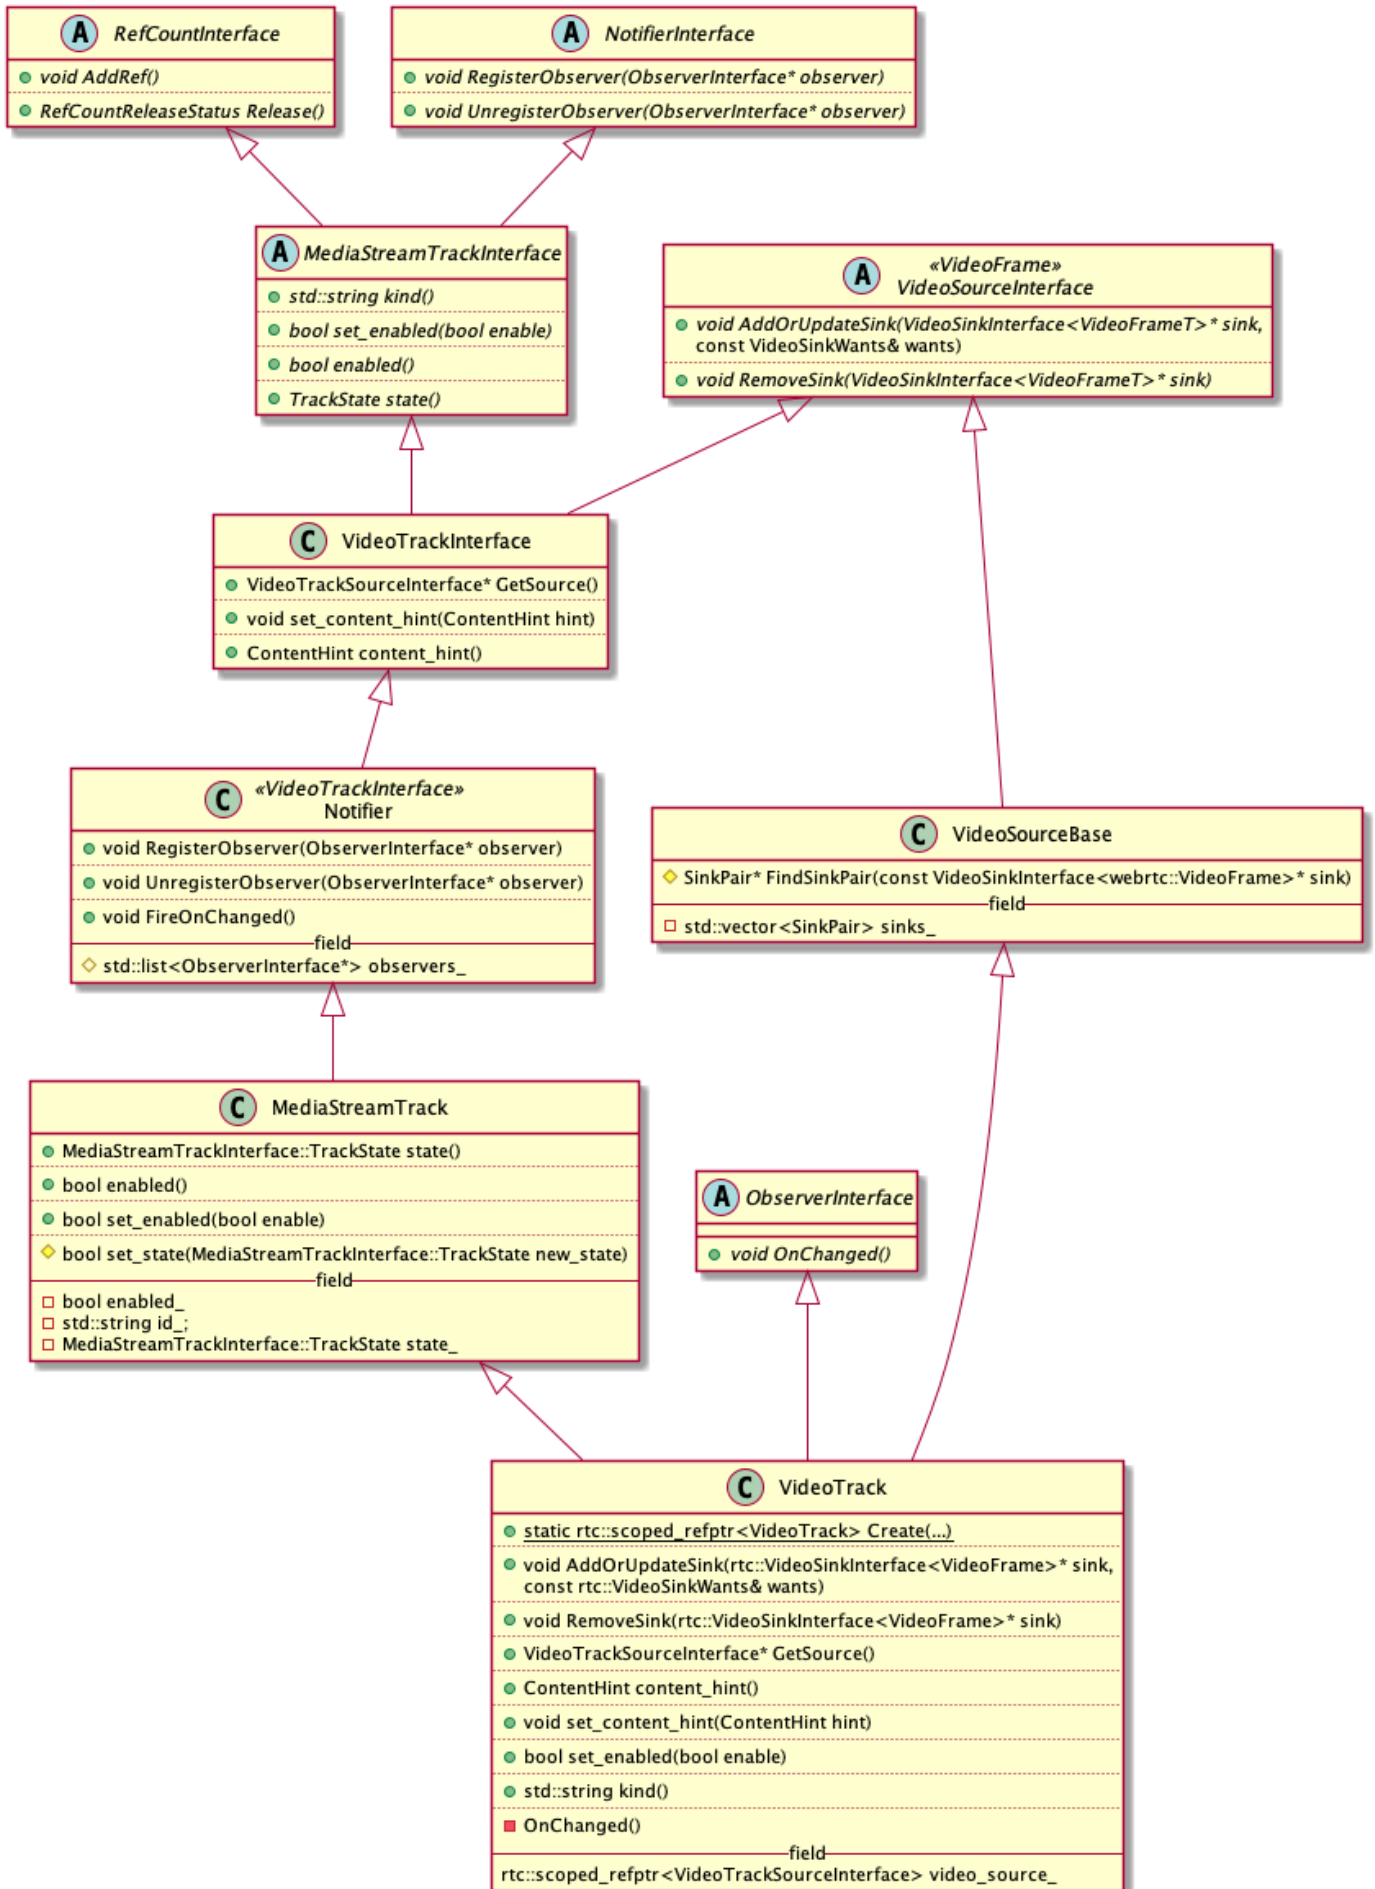 A RefCountInterface
void AddRef()
RefCountReleaseStatus Release()
A NotifierInterface
void RegisterObserver(ObserverInterface* observer)
void UnregisterObserver(ObserverInterface* observer)
A MediaStreamTrackInterface
std::string kind()
bool set_enabled(bool enable)
bool enabled()
TrackState state()
A «VideoFrame»
VideoSourceInterface
void AddOrUpdateSink(VideoSinkInterface<VideoFrameT>* sink,
const VideoSinkWants& wants)
void RemoveSink(VideoSinkInterface<VideoFrameT>* sink)
C VideoTrackInterface
VideoTrackSourceInterface* GetSource()
void set_content_hint(ContentHint hint)
ContentHint content_hint()
C «VideoTrackInterface»
Notifier
void RegisterObserver(ObserverInterface* observer)
void UnregisterObserver(ObserverInterface* observer)
void FireOnChanged()
field
std::list<ObserverInterface*> observers_
C VideoSourceBase
SinkPair* FindSinkPair(const VideoSinkInterface<webrtc::VideoFrame>* sink)
field
std::vector<SinkPair> sinks_
C MediaStreamTrack
MediaStreamTrackInterface::TrackState state()
bool enabled()
bool set_enabled(bool enable)
bool set_state(MediaStreamTrackInterface::TrackState new_state)
field
bool enabled_
std::string id_;
MediaStreamTrackInterface::TrackState state_
A ObserverInterface
void OnChanged()
C VideoTrack
static rtc::scoped_refptr<VideoTrack> Create(...)
void AddOrUpdateSink(rtc::VideoSinkInterface<VideoFrame>* sink,
const rtc::VideoSinkWants& wants)
void RemoveSink(rtc::VideoSinkInterface<VideoFrame>* sink)
VideoTrackSourceInterface* GetSource()
ContentHint content_hint()
void set_content_hint(ContentHint hint)
bool set_enabled(bool enable)
std::string kind()
OnChanged()
field
rtc::scoped_refptr<VideoTrackSourceInterface> video_source_